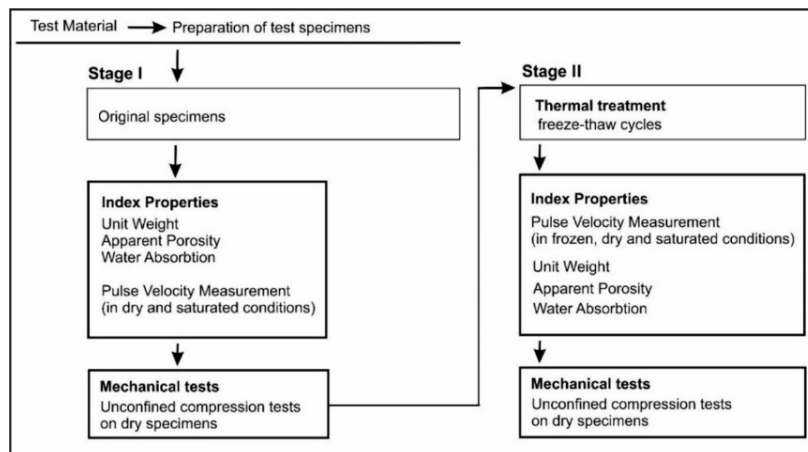 Test Material Preparation of test specimens
Stage I
Original specimens
Index Properties
Unit Weight
Apparent Porosity
Water Absorbtion
Pulse Velocity Measurement
(in dry and saturated conditions)
Mechanical tests
Unconfined compression tests
on dry specimens
Stage II
Thermal treatment
freeze-thaw cycles
Index Properties
Pulse Velocity Measurement
(in frozen, dry and saturated conditions)
Unit Weight
Apparent Porosity
Water Absorbtion
Mechanical tests
Unconfined compression tests
on dry specimens